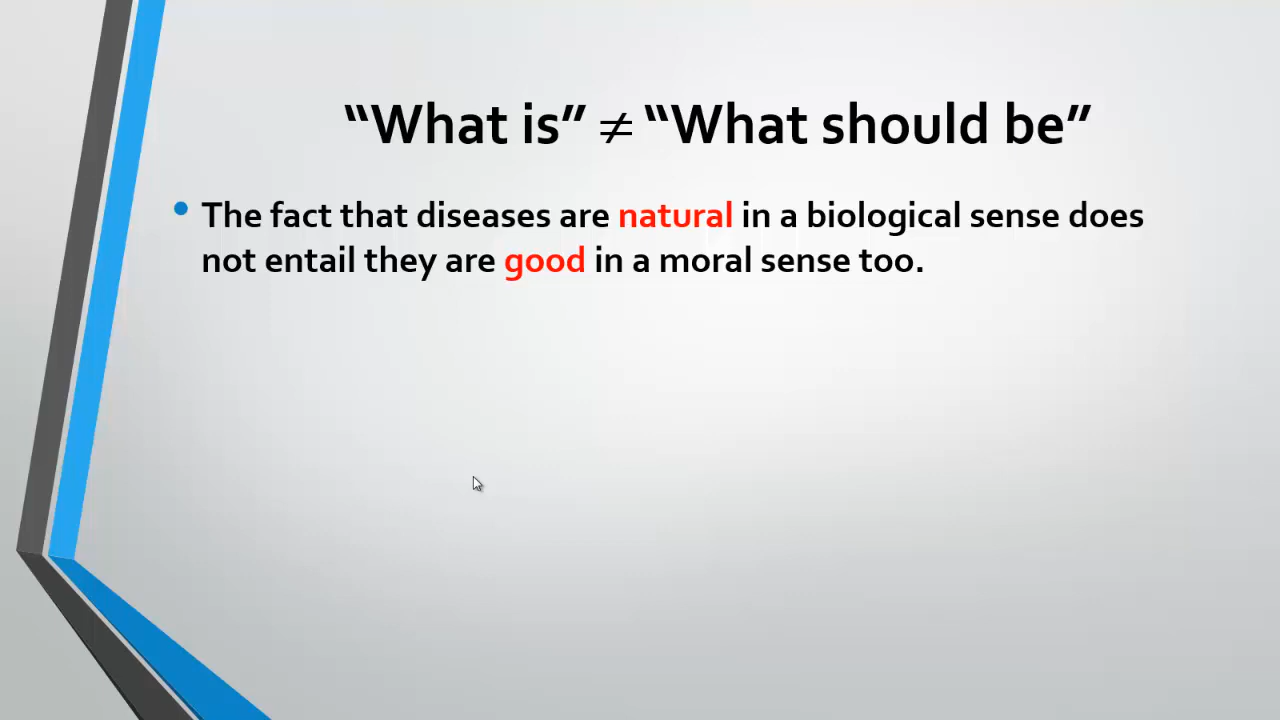 “What is” ≠ “What should be”
• The fact that diseases are natural in a biological sense does
not entail they are good in a moral sense too.